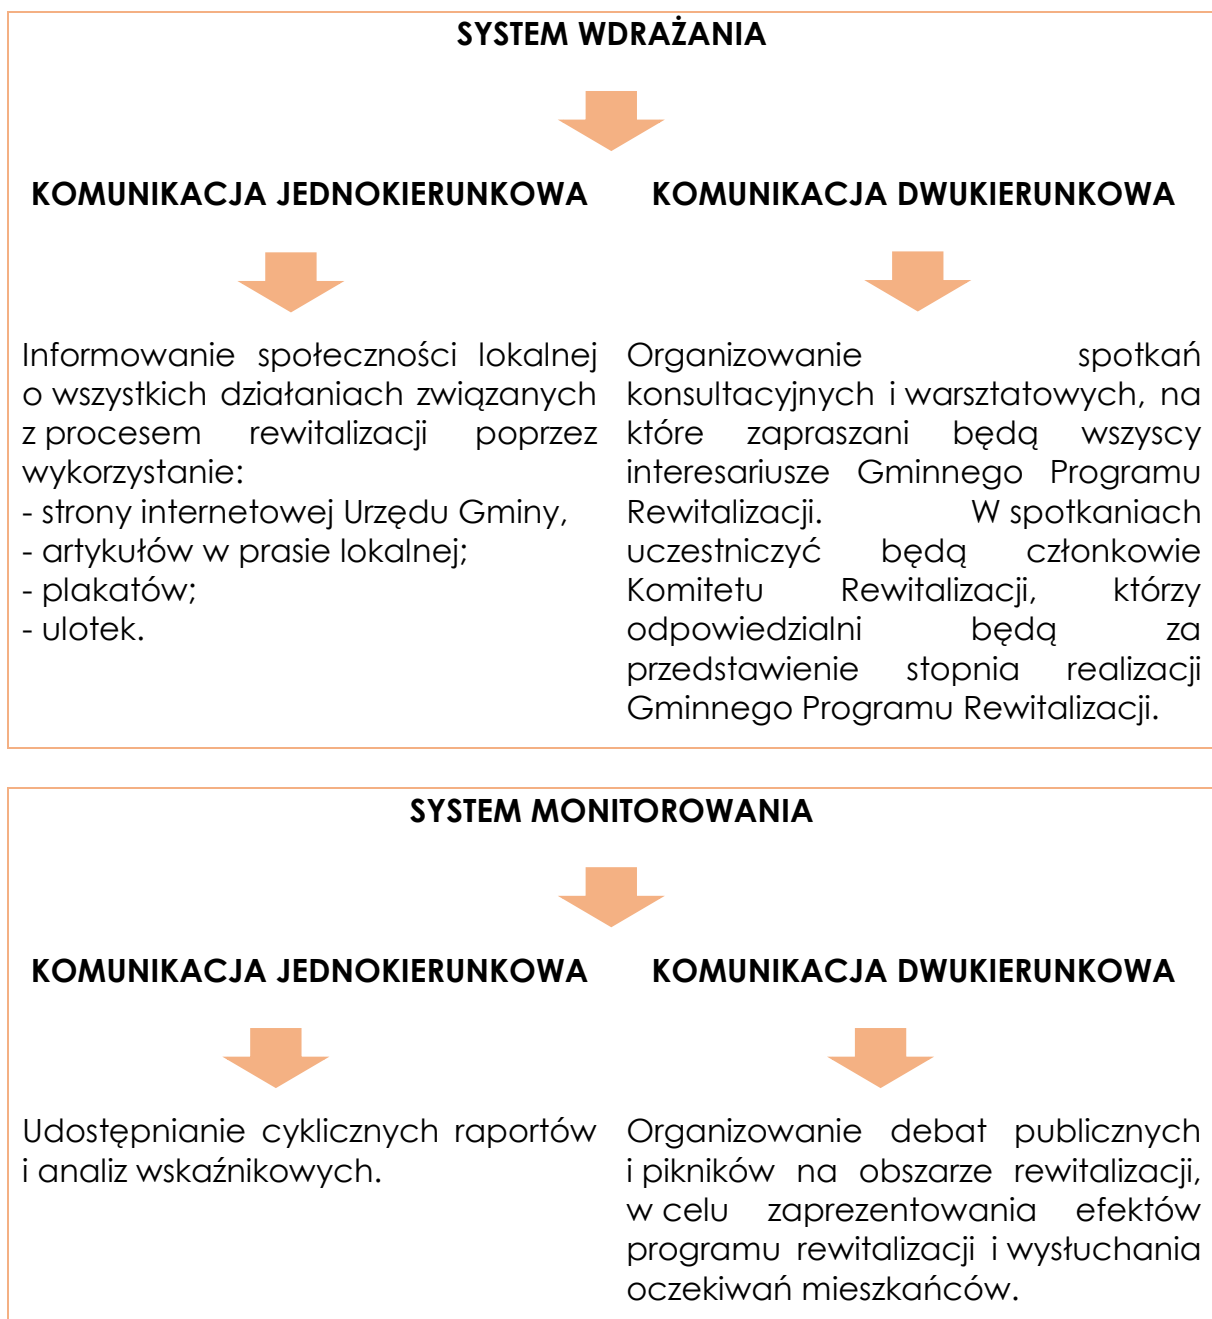 SYSTEM WDRAŻANIA
KOMUNIKACJA JEDNOKIERUNKOWA
Informowanie społeczności lokalnej
o wszystkich działaniach związanych
z procesem rewitalizacji poprzez
wykorzystanie:
- strony internetowej Urzędu Gminy,
- artykułów w prasie lokalnej;
- plakatów;
- ulotek.
KOMUNIKACJA DWUKIERUNKOWA
Organizowanie spotkań
konsultacyjnych i warsztatowych, na
które zapraszani będą wszyscy
interesariusze Gminnego Programu
Rewitalizacji. W spotkaniach
uczestniczyć będą członkowie
Komitetu Rewitalizacji, którzy
odpowiedzialni będą za
przedstawienie stopnia realizacji
Gminnego Programu Rewitalizacji.
SYSTEM MONITOROWANIA
KOMUNIKACJA JEDNOKIERUNKOWA
Udostępnianie cyklicznych raportów
i analiz wskaźnikowych.
KOMUNIKACJA DWUKIERUNKOWA
Organizowanie debat publicznych
i pikników na obszarze rewitalizacji,
w celu zaprezentowania efektów
programu rewitalizacji i wysłuchania
oczekiwań mieszkańców.